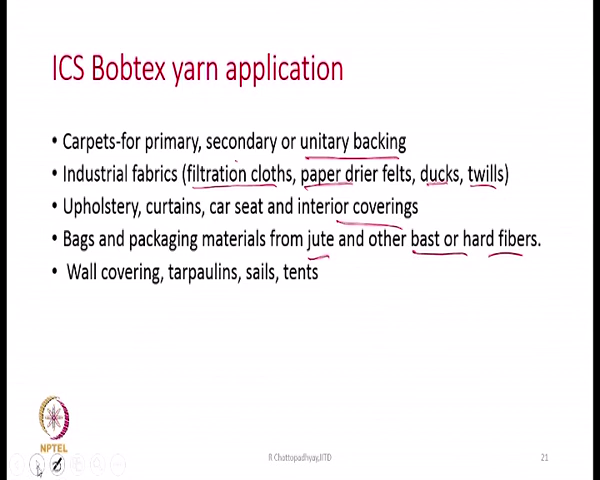 ICS Bobtex yarn application
• Carpets-for primary, secondary or unitary backing
• Industrial fabrics (filtration cloths, paper drier felts, ducks, twills)
• Upholstery, curtains, car seat and interior coverings
• Bags and packaging materials from jute and other bast or hard fibers.
• Wall covering, tarpaulins, sails, tents
NPTEL
R Chattopadhyay,IITD
21